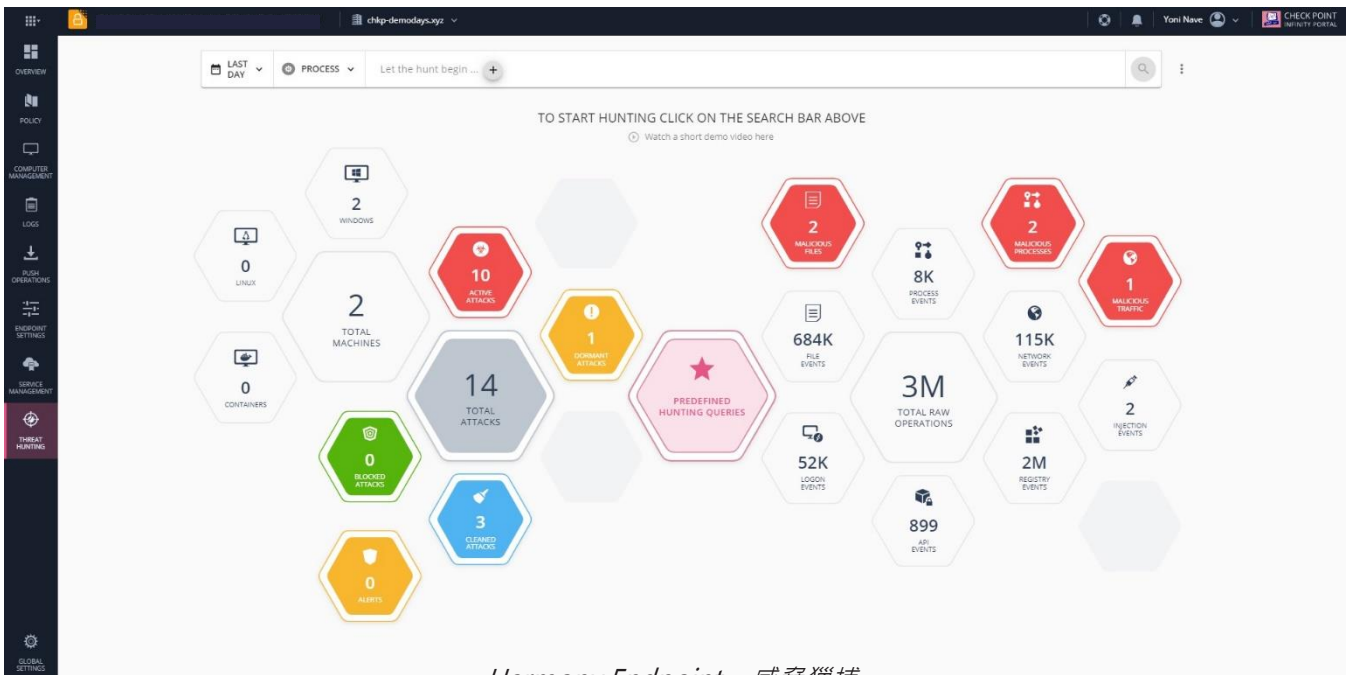 chkp-demodays.xyz
Yoni Nave
CHECK POINT
INFINITY PORTAL
OVERVIEW
POLICY
COMPUTER
MANAGEMENT
LOGS
PUSH
OPERATIONS
ENDPOINT
SETTINGS
SERVICE
MANAGEMENT
THREAT
HUNTING
GLOBAL
SETTINGS
LAST
DAY
PROCESS
Let the hunt begin ...
TO START HUNTING CLICK ON THE SEARCH BAR ABOVE
Watch a short demo video here
2
WINDOWS
0
LINUX
2
TOTAL
MACHINES
0
CONTAINERS
10
ACTIVE
ATTACKS
1
DORMANT
ATTACKS
14
TOTAL
ATTACKS
0
BLOCKED
ATTACKS
3
CLEANED
ATTACKS
0
ALERTS
PREDEFINED
HUNTING QUERIES
2
MALICIOUS
FILES
2
MALICIOUS
PROCESSES
1
MALICIOUS
TRAFFIC
8K
PROCESS
EVENTS
684K
FILE
EVENTS
115K
NETWORK
EVENTS
3M
TOTAL RAW
OPERATIONS
2
INJECTION
EVENTS
52K
LOGON
EVENTS
2M
REGISTRY
EVENTS
899
API
EVENTS